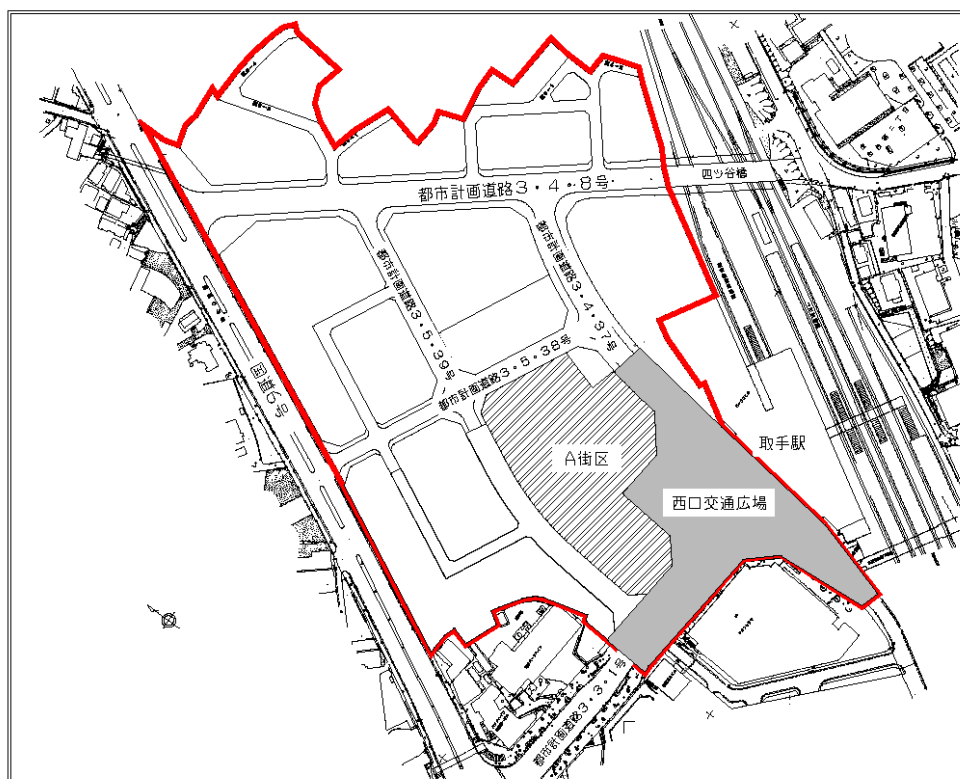 四ツ谷橋
都市計画道路3・4・8号
都市計画道路3・4・37号
都市計画道路3・5・39号
都市計画道路3・5・38号
国道6号
A街区
取手駅
西口交通広場
都市計画道路3・3・1号